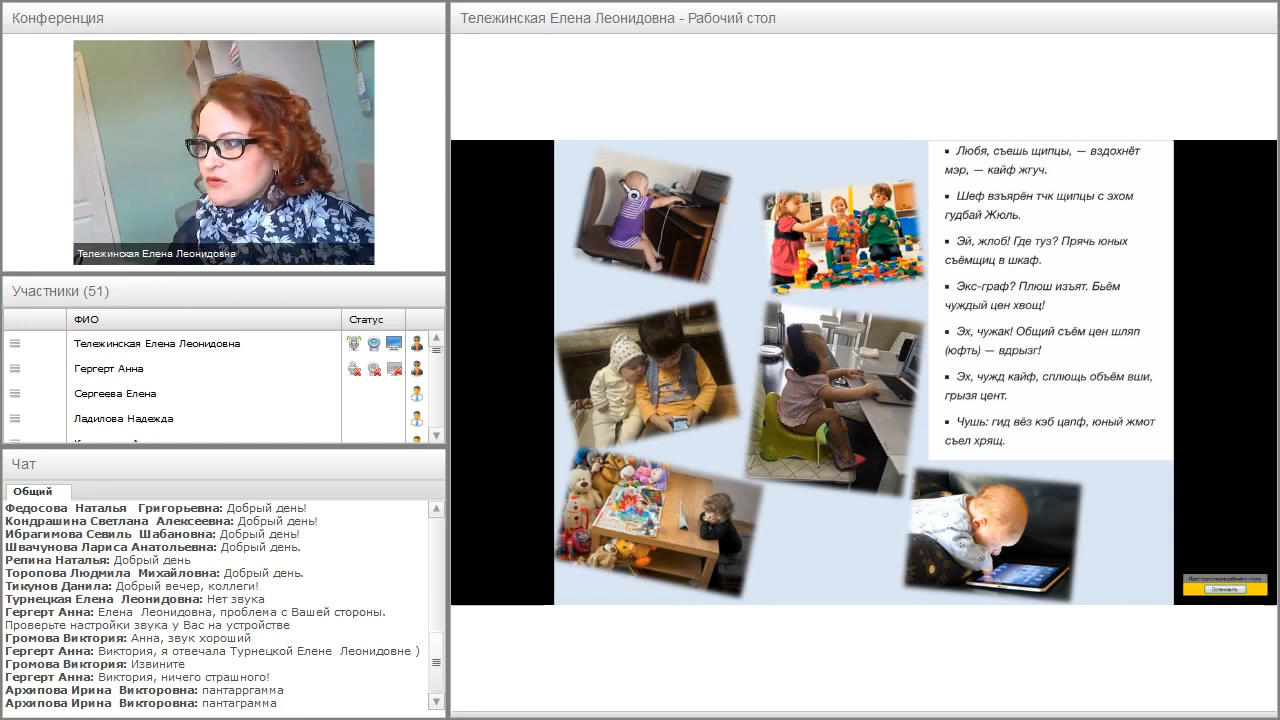 Конференция
Тележинская Елена Леонидовна
Участники (51)
ФИО Статус
Тележинская Елена Леонидовна
Гергерт Анна
Сергеева Елена
Ладилова Надежда
Чат
Общий
Федосова Наталья Григорьевна: Добрый день!
Кондрашина Светлана Алексеевна: Добрый день!
Ибрагимова Севиль Шабановна: Добрый день!
Швачунова Лариса Анатольевна: Добрый день.
Репина Наталья: Добрый день
Торопова Людмила Михайловна: Добрый день.
Тикунов Данила: Добрый вечер, коллеги!
Турнецкая Елена Леонидовна: Нет звука
Гергерт Анна: Елена Леонидовна, проблема с Вашей стороны.
Проверьте настройки звука у Вас на устройстве
Громова Виктория: Анна, звук хороший
Гергерт Анна: Виктория, я отвечала Турнецкой Елене Леонидовне )
Громова Виктория: Извините
Гергерт Анна: Виктория, ничего страшного!
Архипова Ирина Викторовна: пантарргамма
Архипова Ирина Викторовна: пантаграмма
Тележинская Елена Леонидовна - Рабочий стол
▪ Любя, съешь щипцы, — вздохнёт
мэр, — кайф жгуч.
▪ Шеф взъярён тчк щипцы с эхом
гудбай Жюль.
▪ Эй, жлоб! Где туз? Прячь юных
съёмщиц в шкаф.
▪ Экс-граф? Плюш изъят. Бьём
чуждый цен хвощ!
▪ Эх, чужак! Общий съём цен шляп
(юфть) — вдрызг!
▪ Эх, чужд кайф, сплющь объём вши,
грызя цент.
▪ Чушь: гид вёз кэб цапф, юный жмот
съел хрящ.
Идет трансляция рабочего стола
Остановить